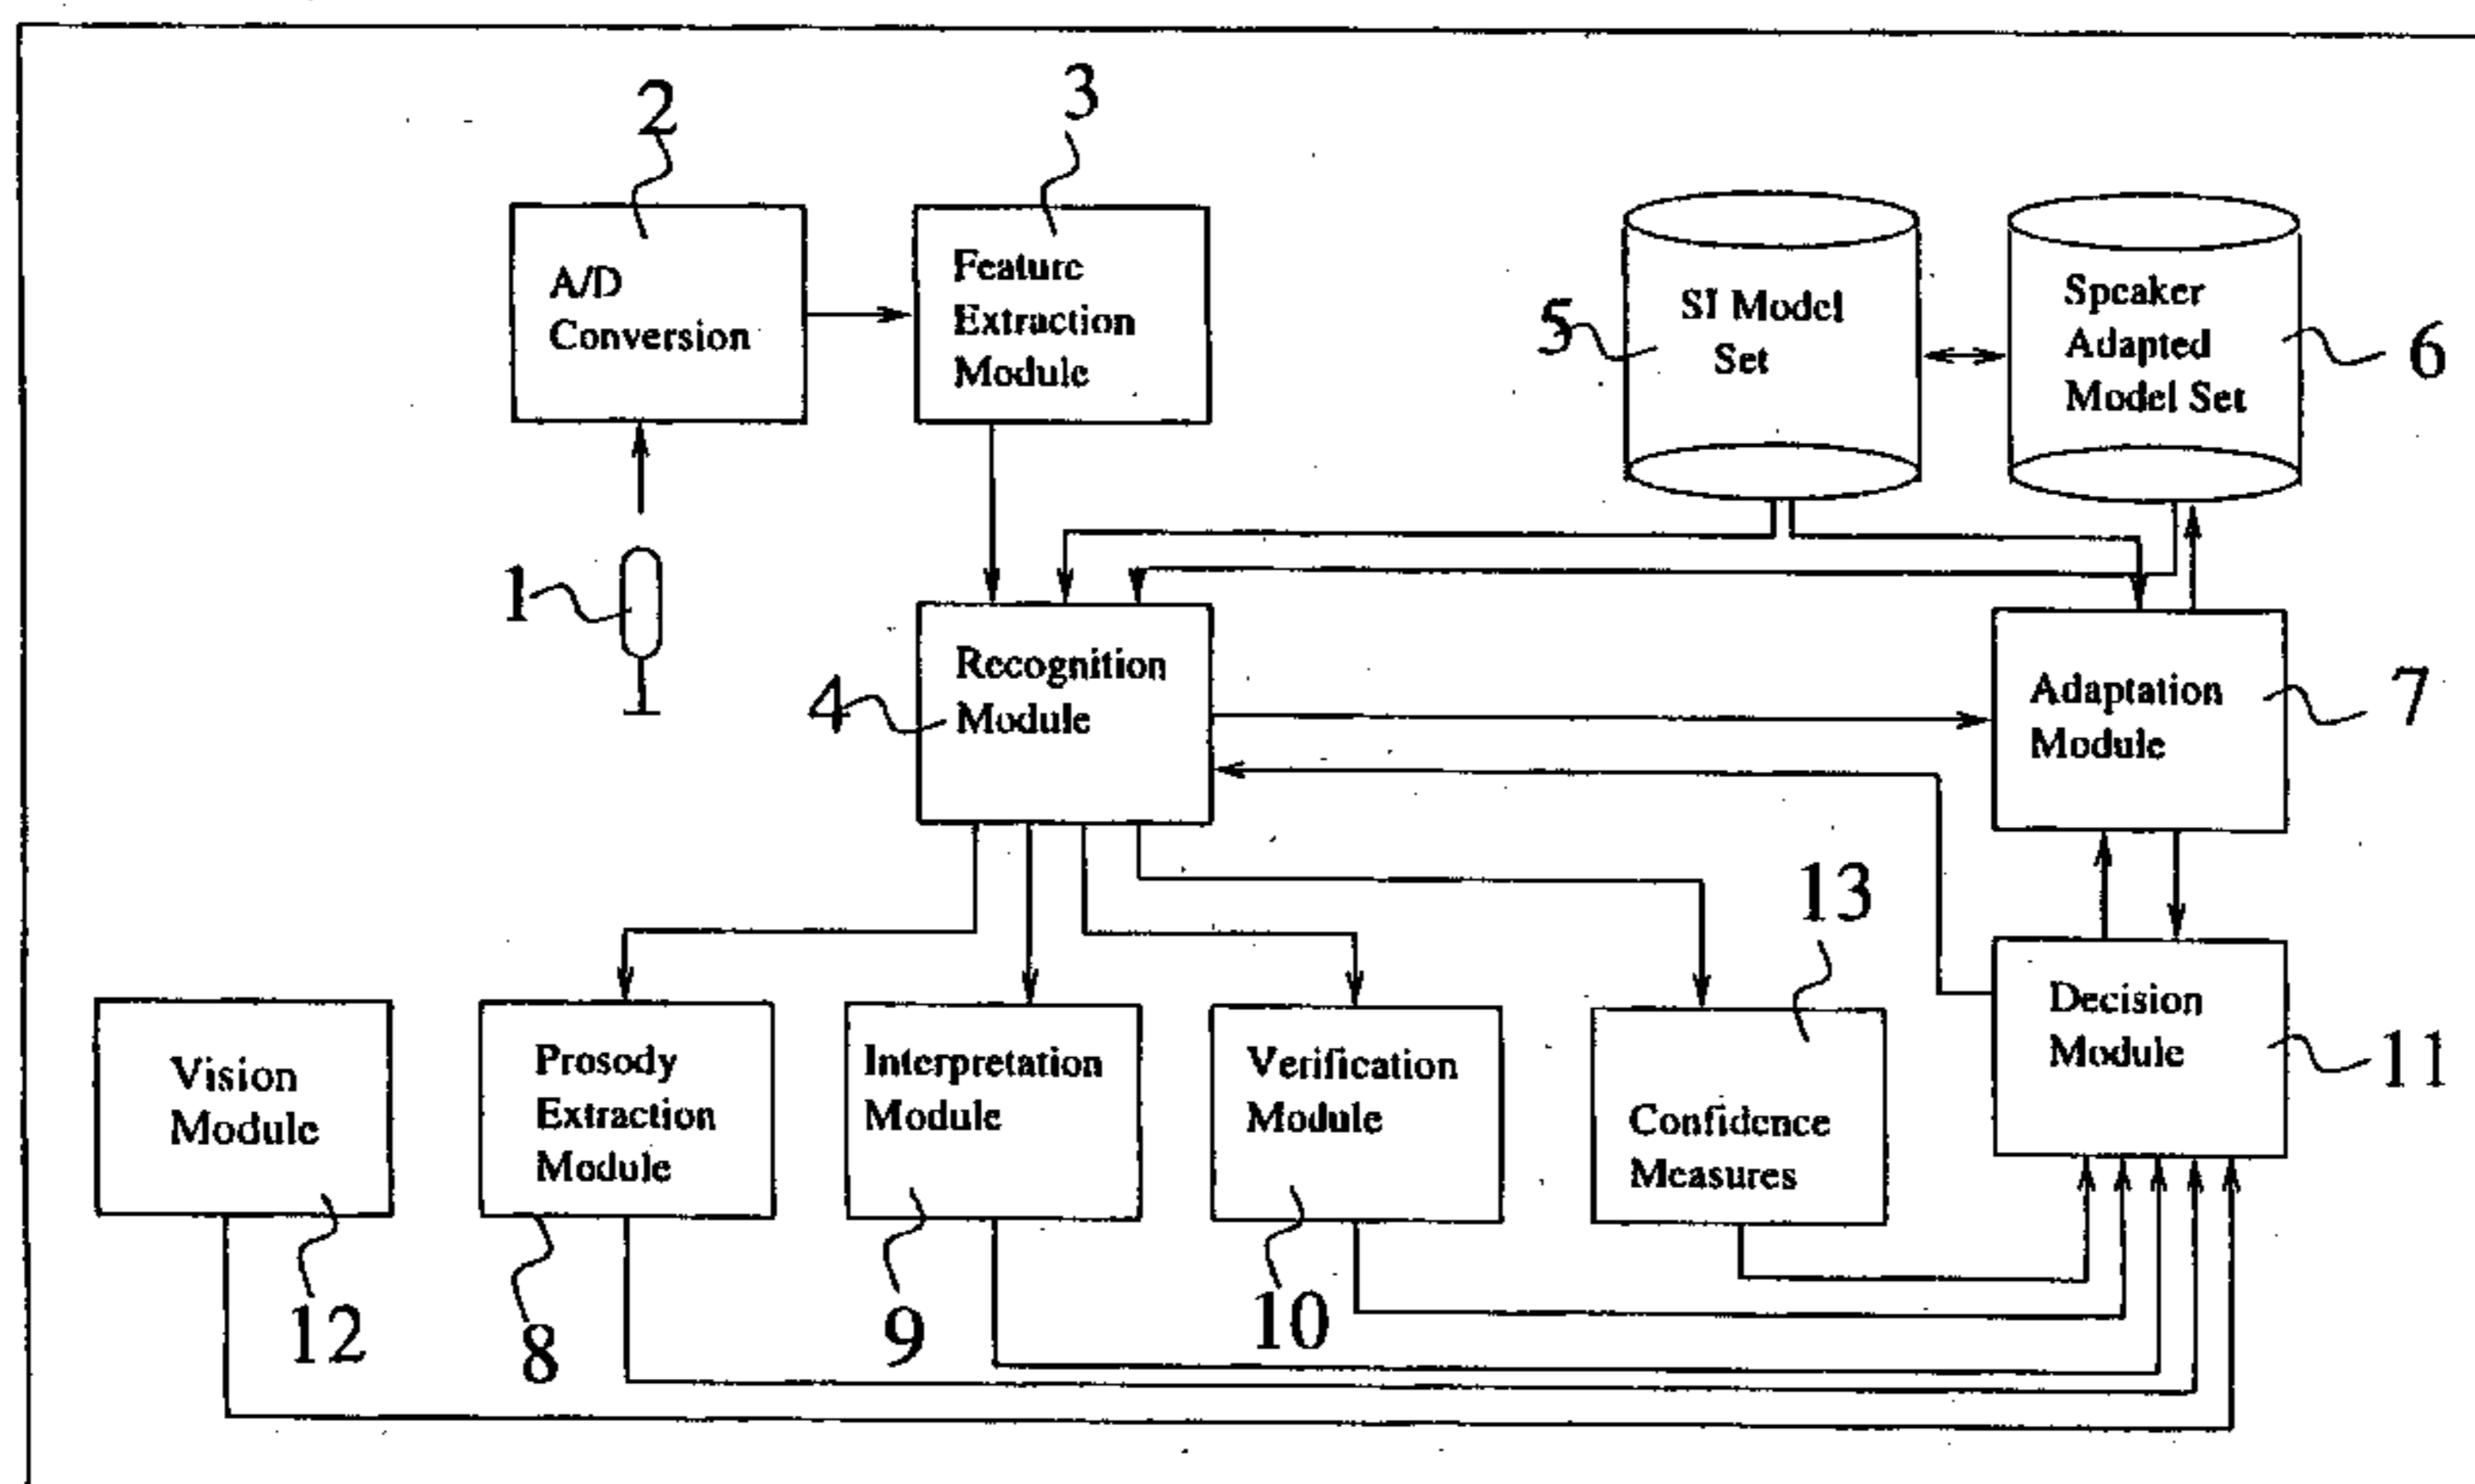 2
3
A/D
Conversion
Feature
Extraction
Module
SI Model
Set
5
Speaker
Adapted
Model Set
6
1
Recognition
Module
4
Adaptation
Module
7
13
Decision
Module
11
Vision
Module
12
Prosody
Extraction
Module
8
Interpretation
Module
9
Verification
Module
10
Confidence
Measures